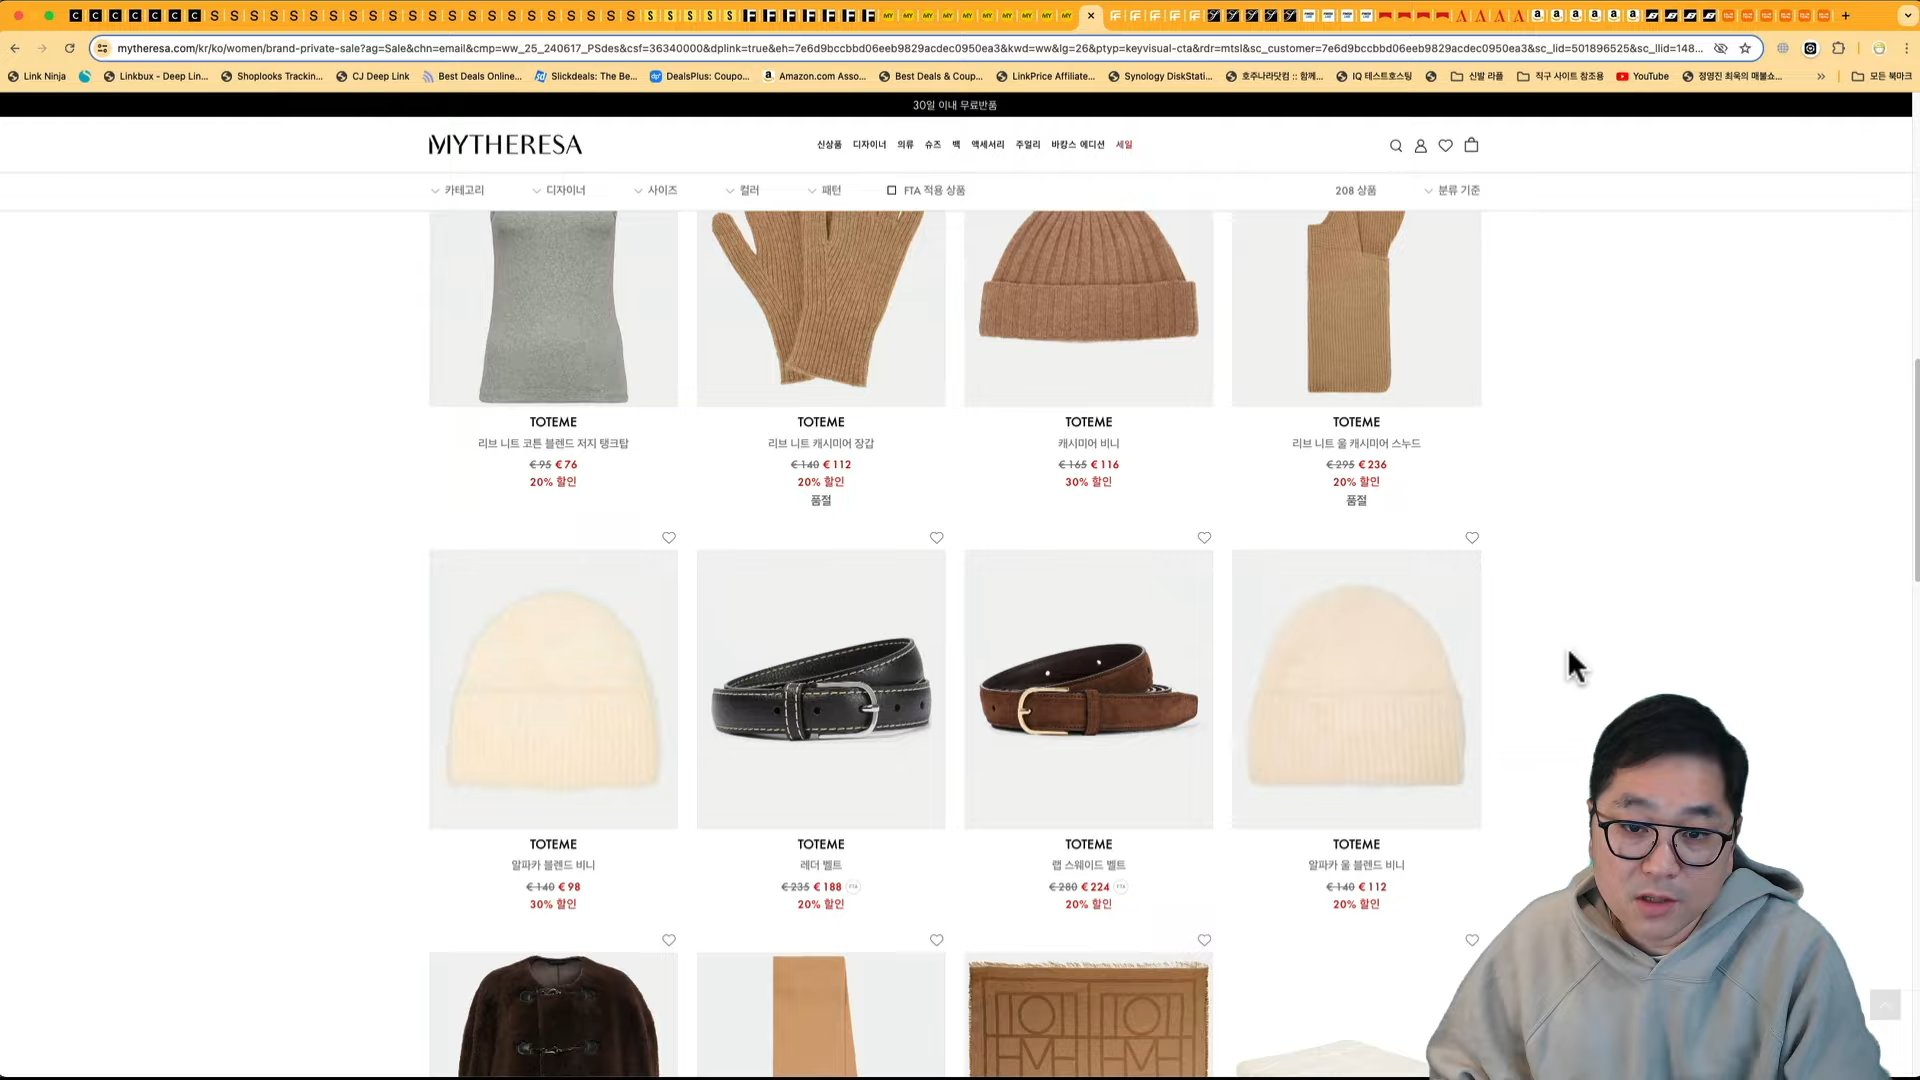 mytheresa.com/kr/ko/women/brand-private-sale?ag=Sale&chn=email&cmp=ww_25_240617_PSdes&csf=36340000&dplink=true&eh=7e6d9bccbbd06eeb9829acdec0950ea3&kwd=ww&lg=26&ptyp=keyvisual-cta&rdr=mtsl&sc_customer=7e6d9bccbbd06eeb9829acdec0950ea3&sc_lid=501896525&sc_llid=148...
Link Ninja Linkbux - Deep Lin... Shoplooks Trackin... CJ Deep Link Best Deals Online... Slickdeals: The Be... DealsPlus: Coupo... Amazon.com Asso... Best Deals & Coup... LinkPrice Affiliate... Synology DiskStati... 호주나라닷컴 :: 함께... IQ 테스트호스팅 신발 라플 직구 사이트 참조용 YouTube 정영진 최욱의 매불쇼... 모든 북마크
30일 이내 무료반품
MYTHERESA 신상품 디자이너 의류 슈즈 백 액세서리 주얼리 바캉스 에디션 세일
카테고리 디자이너 사이즈 컬러 패턴 FTA 적용 상품 208 상품 분류 기준
TOTEME TOTEME TOTEME TOTEME
리브 니트 코튼 블렌드 저지 탱크탑 리브 니트 캐시미어 장갑 캐시미어 비니 리브 니트 울 캐시미어 스누드
€ 95 € 76 € 140 € 112 € 165 € 116 € 295 € 236
20% 할인 20% 할인 30% 할인 20% 할인
품절 품절
TOTEME TOTEME TOTEME TOTEME
알파카 블렌드 비니 레더 벨트 랩 스웨이드 벨트 알파카 울 블렌드 비니
€ 140 € 98 € 235 € 188 FTA € 280 € 224 FTA € 140 € 112
30% 할인 20% 할인 20% 할인 20% 할인